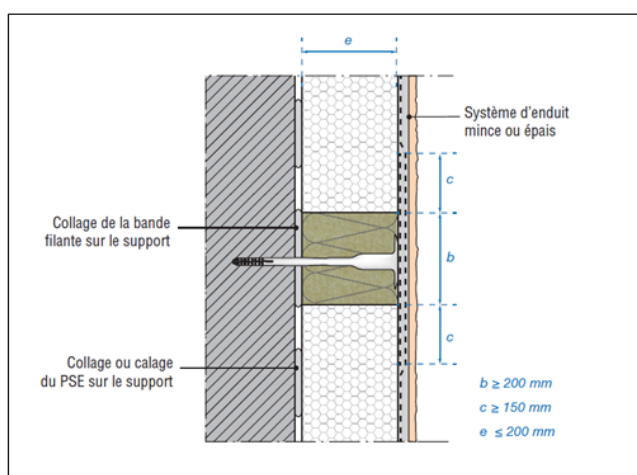 e
Système d'enduit
mince ou épais
c
Collage de la bande
filante sur le support
b
c
Collage ou calage
du PSE sur le support
b ≥ 200 mm
c ≥ 150 mm
e ≤ 200 mm